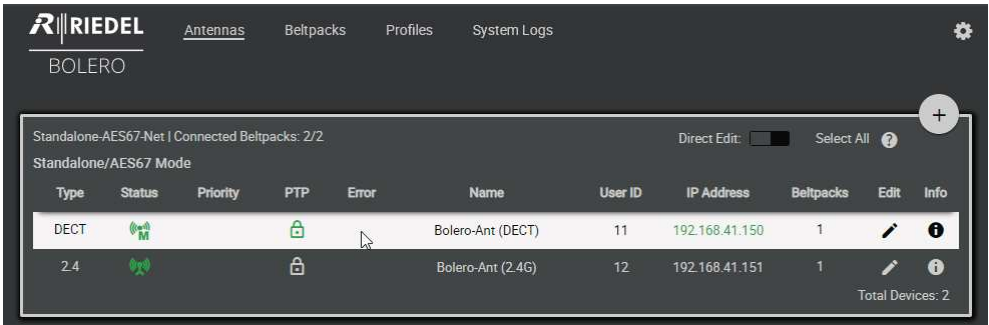 RIEDEL Antennas Beltpacks Profiles System Logs
BOLERO
+
Standalone-AES67-Net | Connected Beltpacks: 2/2 Direct Edit: Select All ?
Standalone/AES67 Mode
Type Status Priority PTP Error Name User ID IP Address Beltpacks Edit Info
DECT M Bolero-Ant (DECT) 11 192.168.41.150 1
2.4 Bolero-Ant (2.4G) 12 192.168.41.151 1
Total Devices: 2